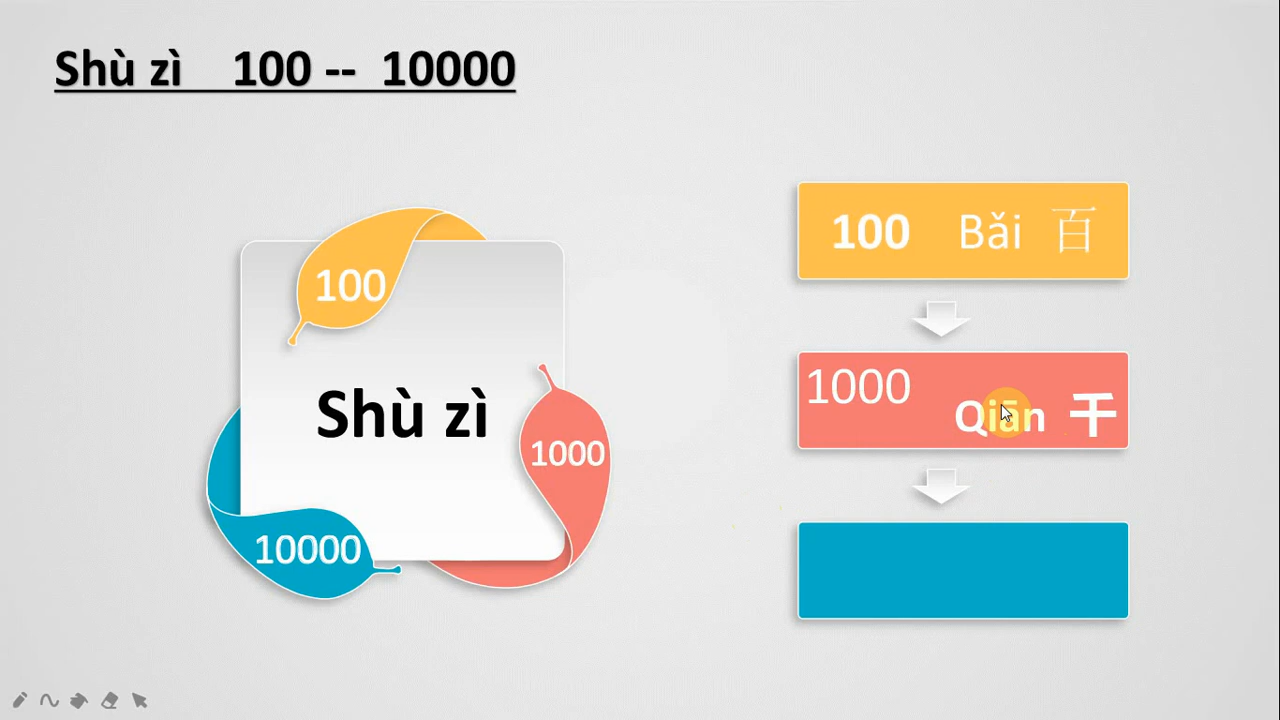 Shù zì 100 -- 10000
100
Shù zì
1000
10000
100 Bǎi 百
1000 Qiān 千